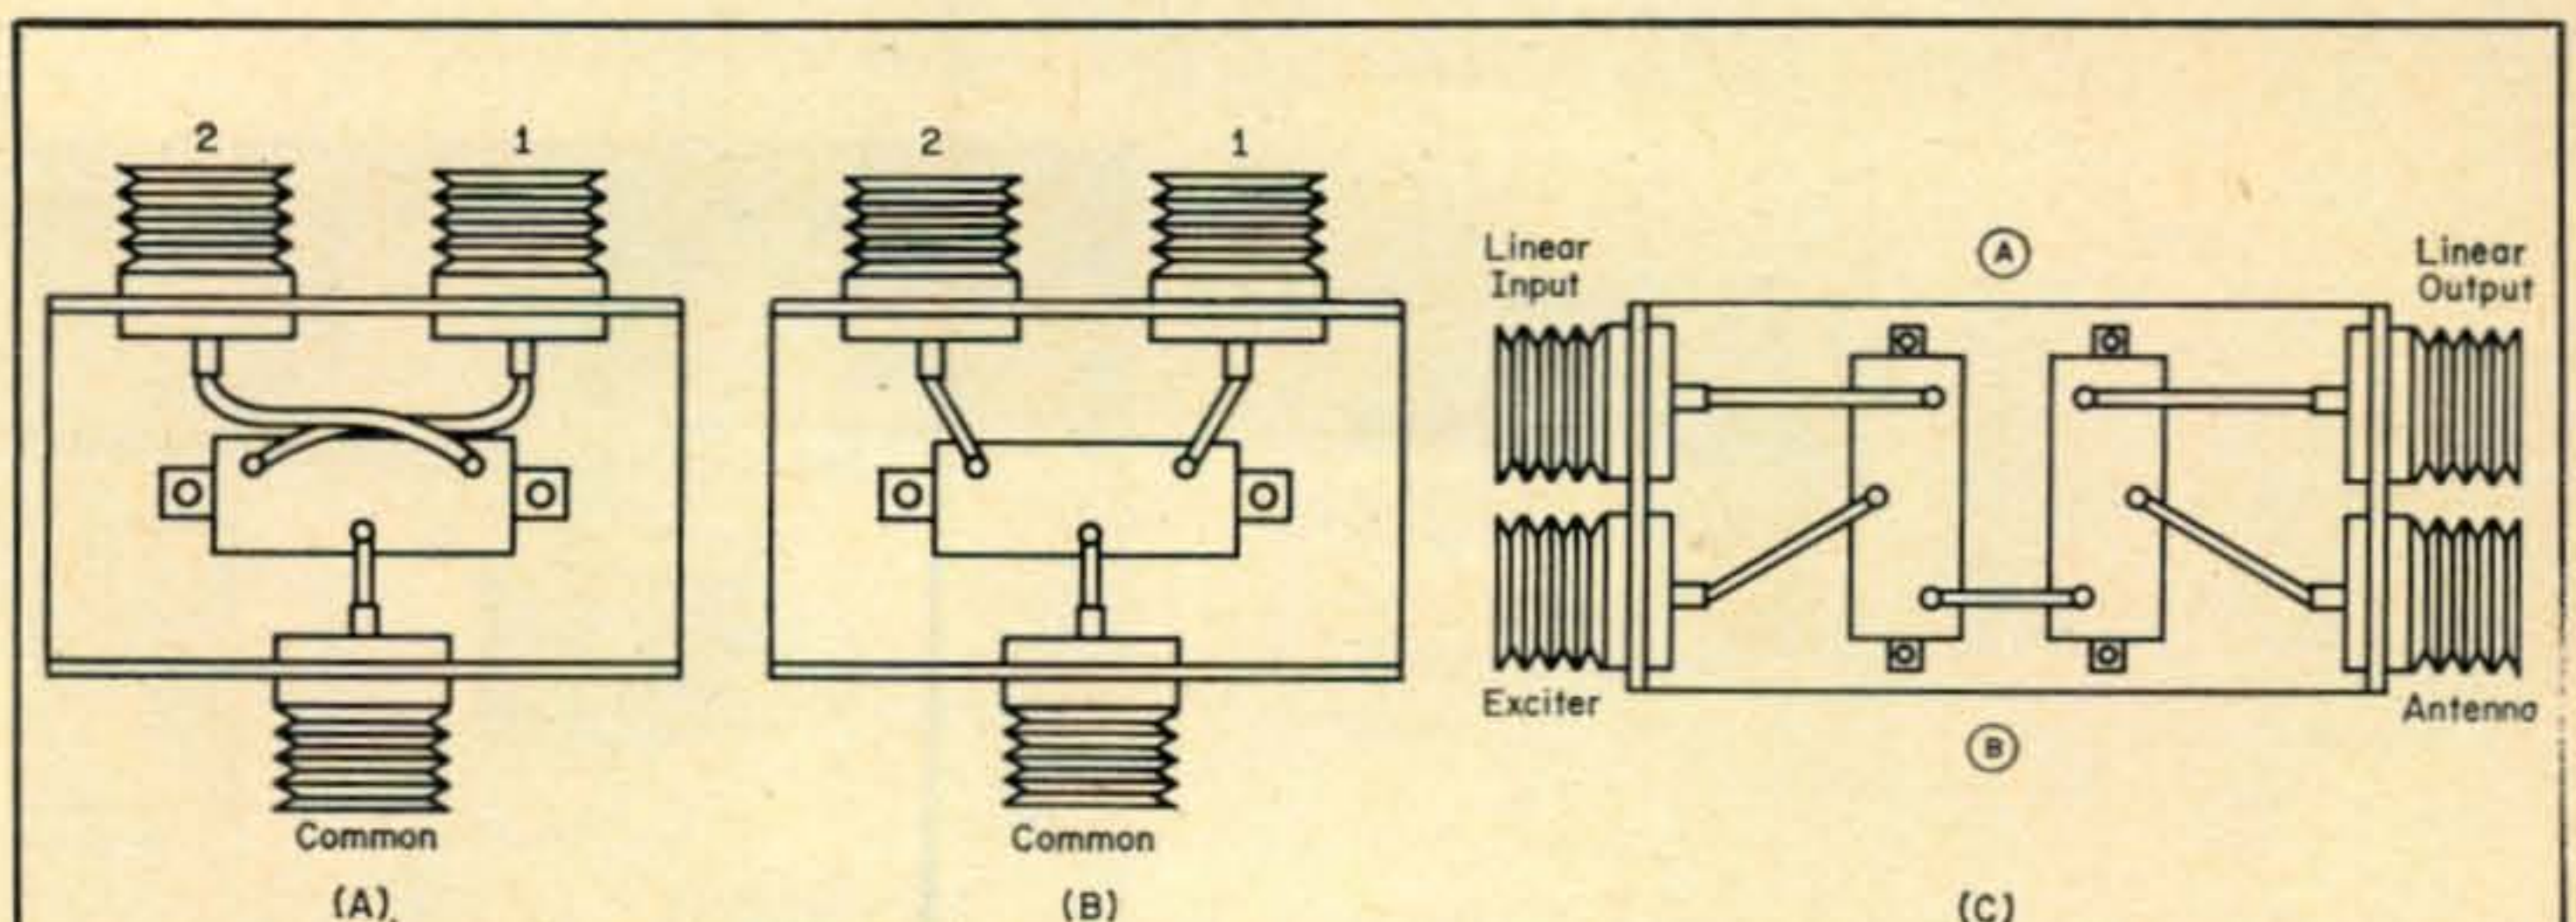 2 1
Common
(A)
2 1
Common
(B)
Linear
Input
A
Linear
Output
Exciter
B
Antenna
(C)